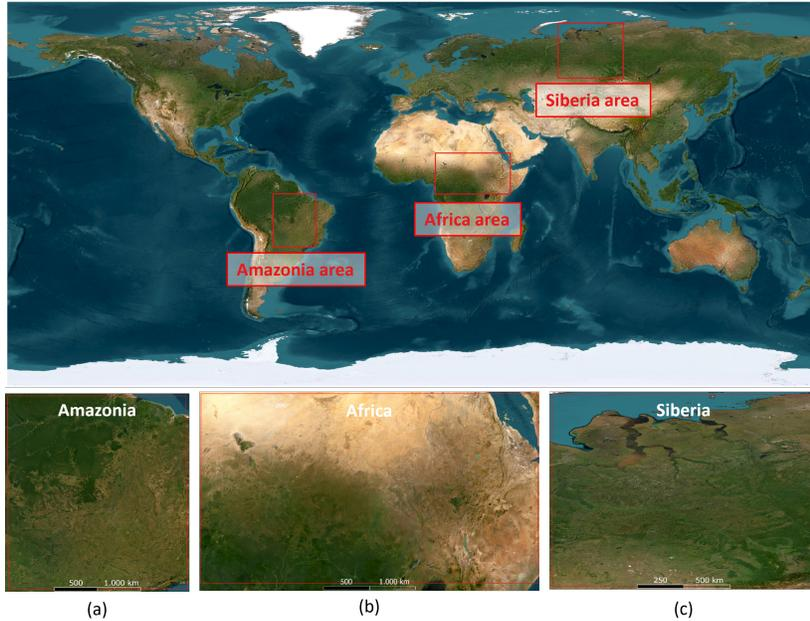 Siberia area
Africa area
Amazonia area
Amazonia
Africa
Siberia
500 1.000 km
500 1.000 km
250 500 km
(a)
(b)
(c)